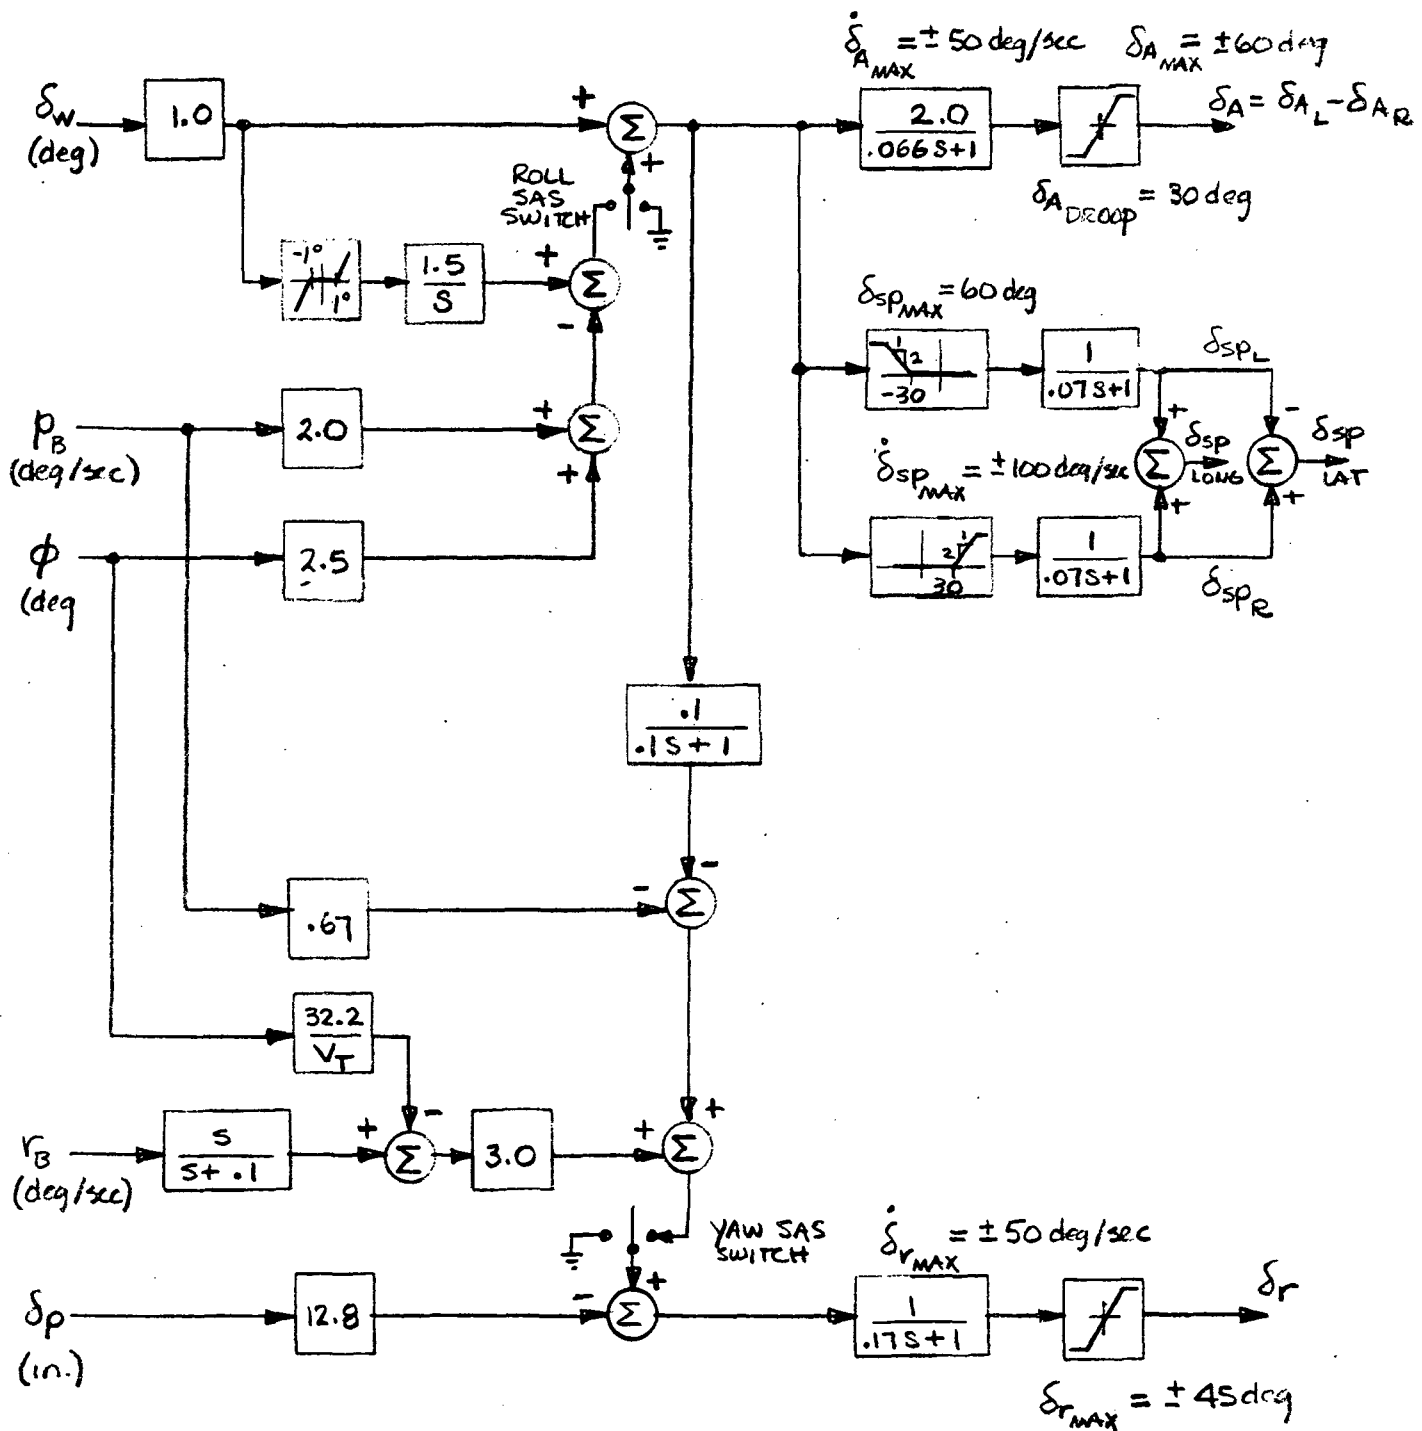 δ̇A MAX = ± 50 deg/sec δA MAX = ±60 deg
δw (deg)
1.0
+
Σ
+
2.0 / .066S+1
δA = δAL - δAR
ROLL
SAS
SWITCH
δA DROOP = 30 deg
-1°
1°
1.5 / S
+
Σ
-
δsp MAX = 60 deg
1
2
-30
1 / .07S+1
δspL
pB (deg/sec)
2.0
+
Σ
+
+
-
Σ
δsp LONG
Σ
δsp LAT
+
+
δ̇sp MAX = ± 100 deg/sec
φ (deg
2.5
2
1
30
1 / .07S+1
δspR
.1 / .1S+1
-
.67
-
Σ
32.2 / VT
-
+
rB (deg/sec)
S / S+.1
+
Σ
3.0
+
Σ
YAW SAS
SWITCH
δ̇r MAX = ± 50 deg/sec
δp (in.)
12.8
-
+
Σ
1 / .17S+1
δr
δr MAX = ± 45 deg